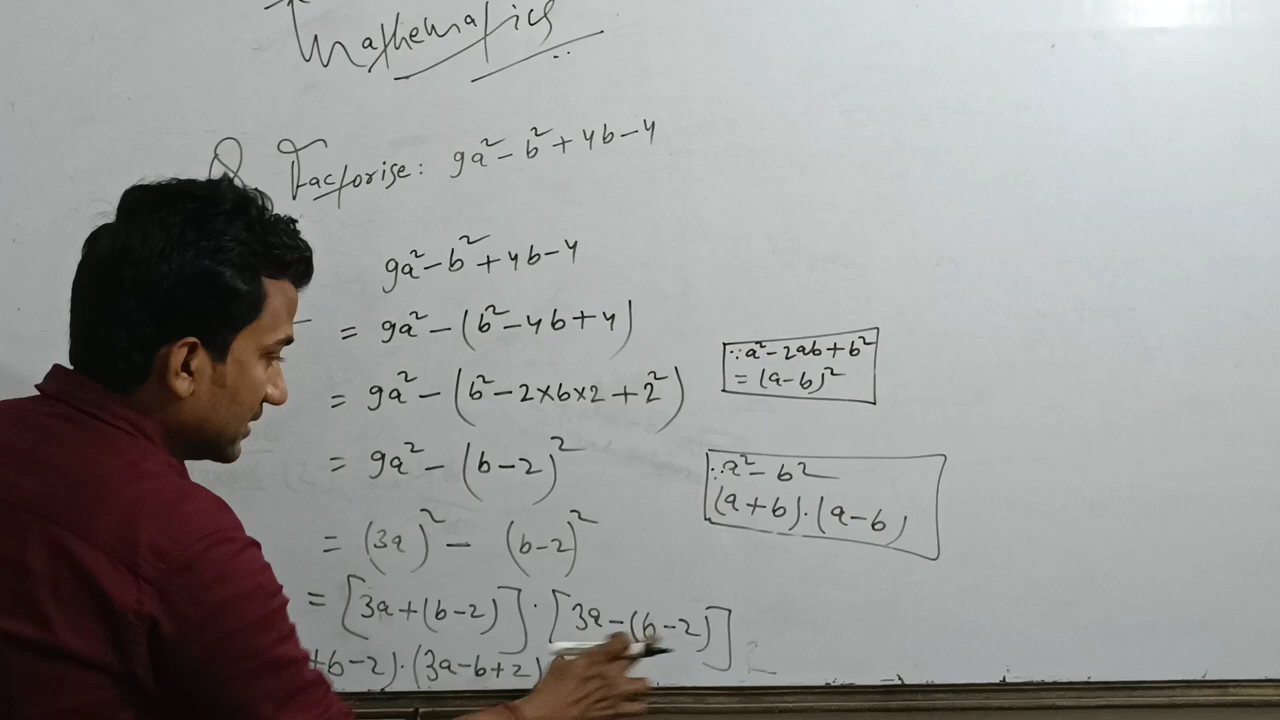 Mathematics
Q Factorise: 9a² - b² + 4b - 4
9a² - b² + 4b - 4
= 9a² - (b² - 4b + 4)
= 9a² - (b² - 2×b×2 + 2²)
∵ a² - 2ab + b²
= (a-b)²
= 9a² - (b-2)²
∵ a² - b²
(a+b)·(a-b)
= (3a)² - (b-2)²
= [3a+(b-2)]·[3a-(b-2)]
+b-2)·(3a-b+2)